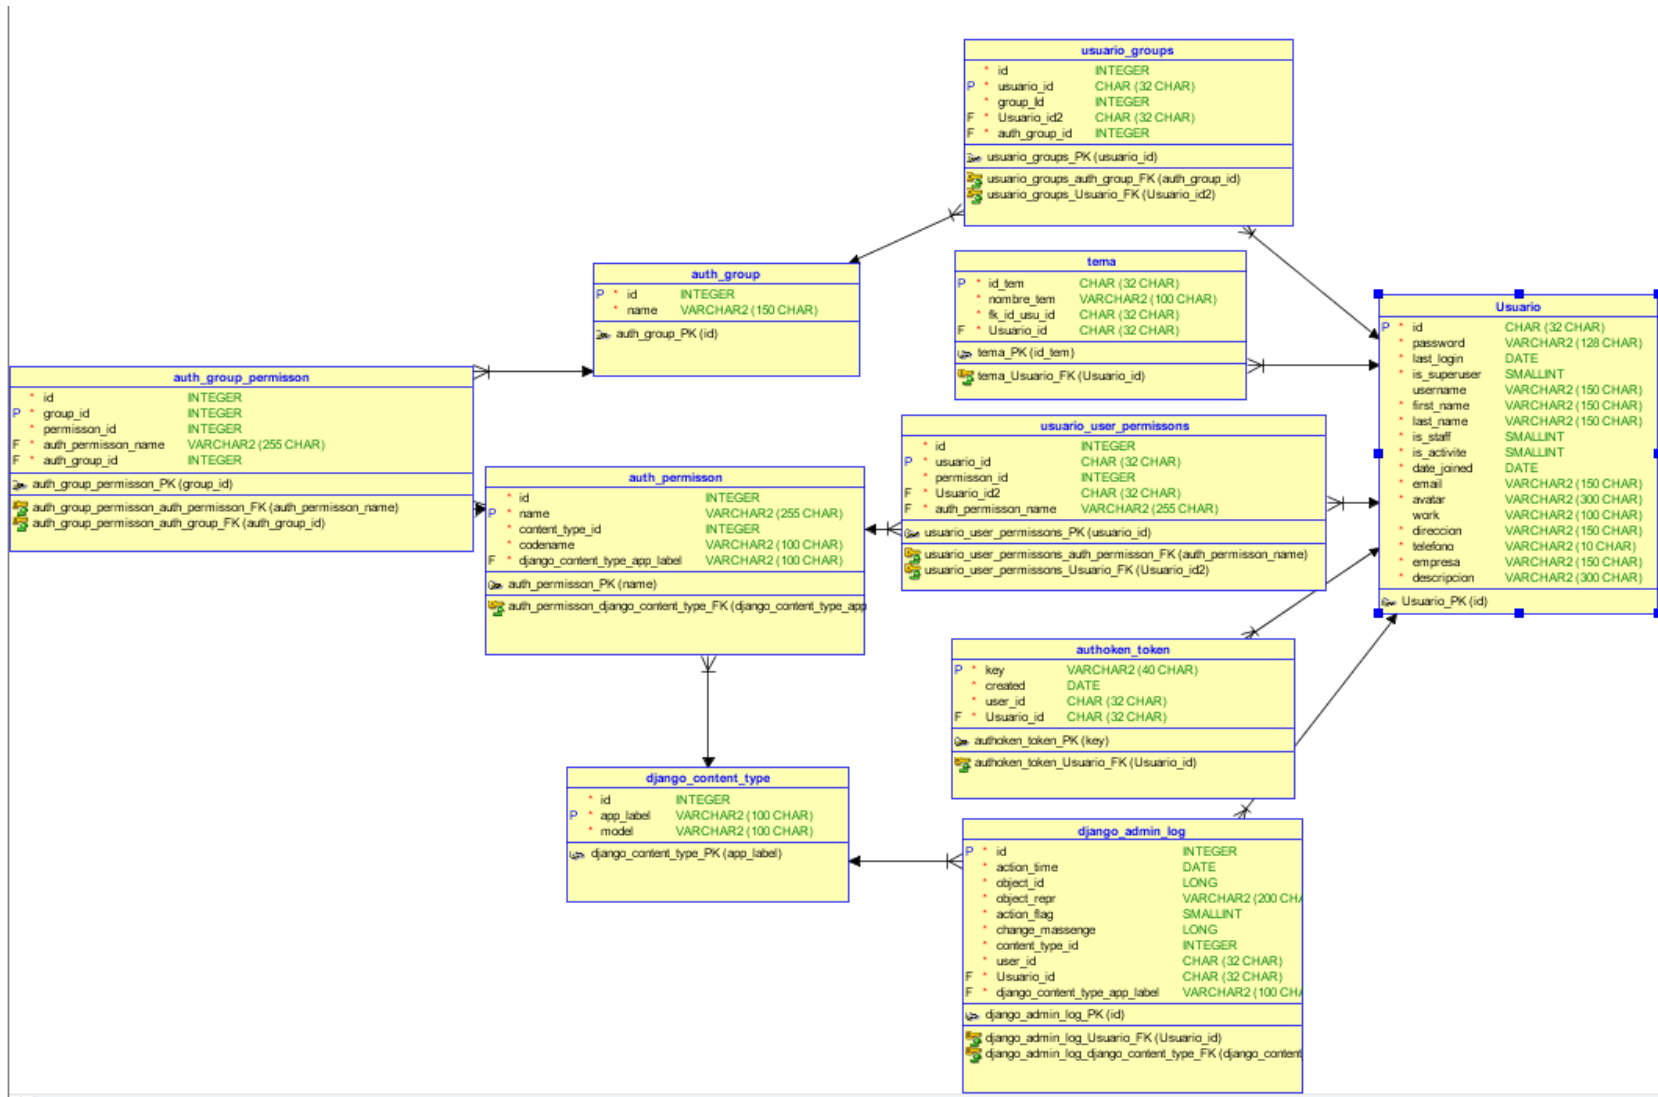 usuario_groups
* id INTEGER
P * usuario_id CHAR (32 CHAR)
* group_Id INTEGER
F * Usuario_id2 CHAR (32 CHAR)
F * auth_group_id INTEGER
usuario_groups_PK (usuario_id)
usuario_groups_auth_group_FK (auth_group_id)
usuario_groups_Usuario_FK (Usuario_id2)
auth_group
P * id INTEGER
* name VARCHAR2 (150 CHAR)
auth_group_PK (id)
tema
P * id_tem CHAR (32 CHAR)
* nombre_tem VARCHAR2 (100 CHAR)
* fk_id_usu_id CHAR (32 CHAR)
F * Usuario_id CHAR (32 CHAR)
tema_PK (id_tem)
tema_Usuario_FK (Usuario_id)
Usuario
P * id CHAR (32 CHAR)
* password VARCHAR2 (128 CHAR)
* last_login DATE
* is_superuser SMALLINT
username VARCHAR2 (150 CHAR)
* first_name VARCHAR2 (150 CHAR)
* last_name VARCHAR2 (150 CHAR)
* is_staff SMALLINT
* is_activite SMALLINT
* date_joined DATE
email VARCHAR2 (150 CHAR)
* avatar VARCHAR2 (300 CHAR)
work VARCHAR2 (100 CHAR)
* direccion VARCHAR2 (150 CHAR)
* telefono VARCHAR2 (10 CHAR)
* empresa VARCHAR2 (150 CHAR)
* descripcion VARCHAR2 (300 CHAR)
Usuario_PK (id)
auth_group_permisson
* id INTEGER
P * group_id INTEGER
* permisson_id INTEGER
F * auth_permisson_name VARCHAR2 (255 CHAR)
F * auth_group_id INTEGER
auth_group_permisson_PK (group_id)
auth_group_permisson_auth_permisson_FK (auth_permisson_name)
auth_group_permisson_auth_group_FK (auth_group_id)
usuario_user_permissons
* id INTEGER
P * usuario_id CHAR (32 CHAR)
* permisson_id INTEGER
F * Usuario_id2 CHAR (32 CHAR)
F * auth_permisson_name VARCHAR2 (255 CHAR)
usuario_user_permissons_PK (usuario_id)
usuario_user_permissons_auth_permisson_FK (auth_permisson_name)
usuario_user_permissons_Usuario_FK (Usuario_id2)
auth_permisson
* id INTEGER
P * name VARCHAR2 (255 CHAR)
* content_type_id INTEGER
* codename VARCHAR2 (100 CHAR)
F * django_content_type_app_label VARCHAR2 (100 CHAR)
auth_permisson_PK (name)
auth_permisson_django_content_type_FK (django_content_type_app
authoken_token
P * key VARCHAR2 (40 CHAR)
* created DATE
* user_id CHAR (32 CHAR)
F * Usuario_id CHAR (32 CHAR)
authoken_token_PK (key)
authoken_token_Usuario_FK (Usuario_id)
django_content_type
* id INTEGER
P * app_label VARCHAR2 (100 CHAR)
* model VARCHAR2 (100 CHAR)
django_content_type_PK (app_label)
django_admin_log
P * id INTEGER
* action_time DATE
* object_id LONG
* object_repr VARCHAR2 (200 CHA
* action_flag SMALLINT
* change_massenge LONG
* content_type_id INTEGER
* user_id CHAR (32 CHAR)
F * Usuario_id CHAR (32 CHAR)
F * django_content_type_app_label VARCHAR2 (100 CHA
django_admin_log_PK (id)
django_admin_log_Usuario_FK (Usuario_id)
django_admin_log_django_content_type_FK (django_content